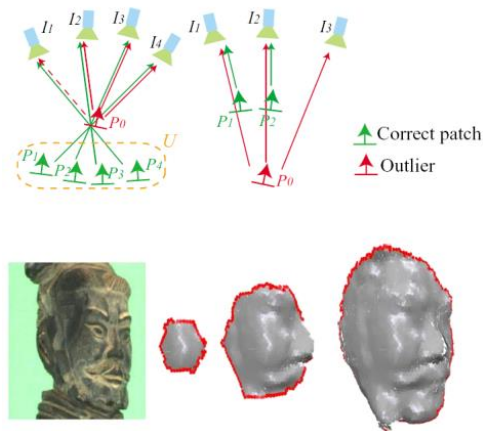 I1 I2 I3 I4
P0
U
P1 P2 P3 P4
I1 I2 I3
P1 P2
P0
Correct patch
Outlier